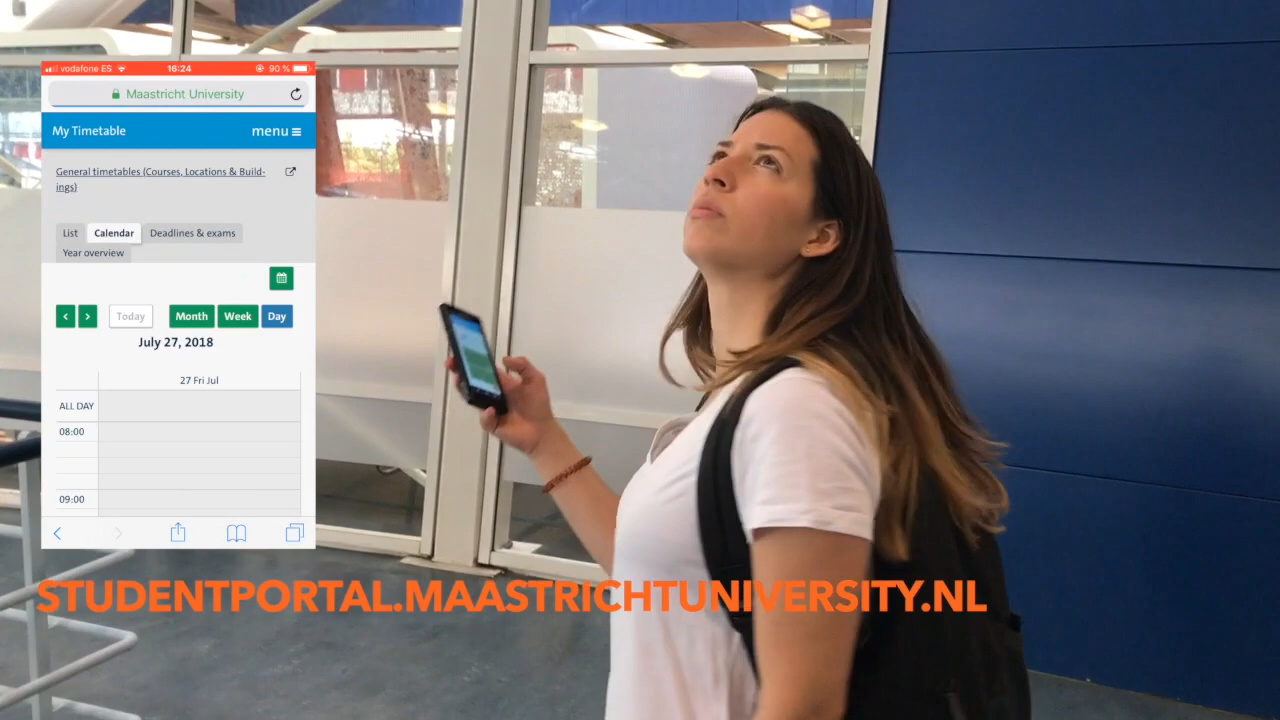 vodafone ES 16:24 90 %
Maastricht University
My Timetable menu
General timetables (Courses, Locations & Build-
ings)
List Calendar Deadlines & exams
Year overview
< > Today Month Week Day
July 27, 2018
27 Fri Jul
ALL DAY
08:00
09:00
STUDENTPORTAL.MAASTRICHTUNIVERSITY.NL